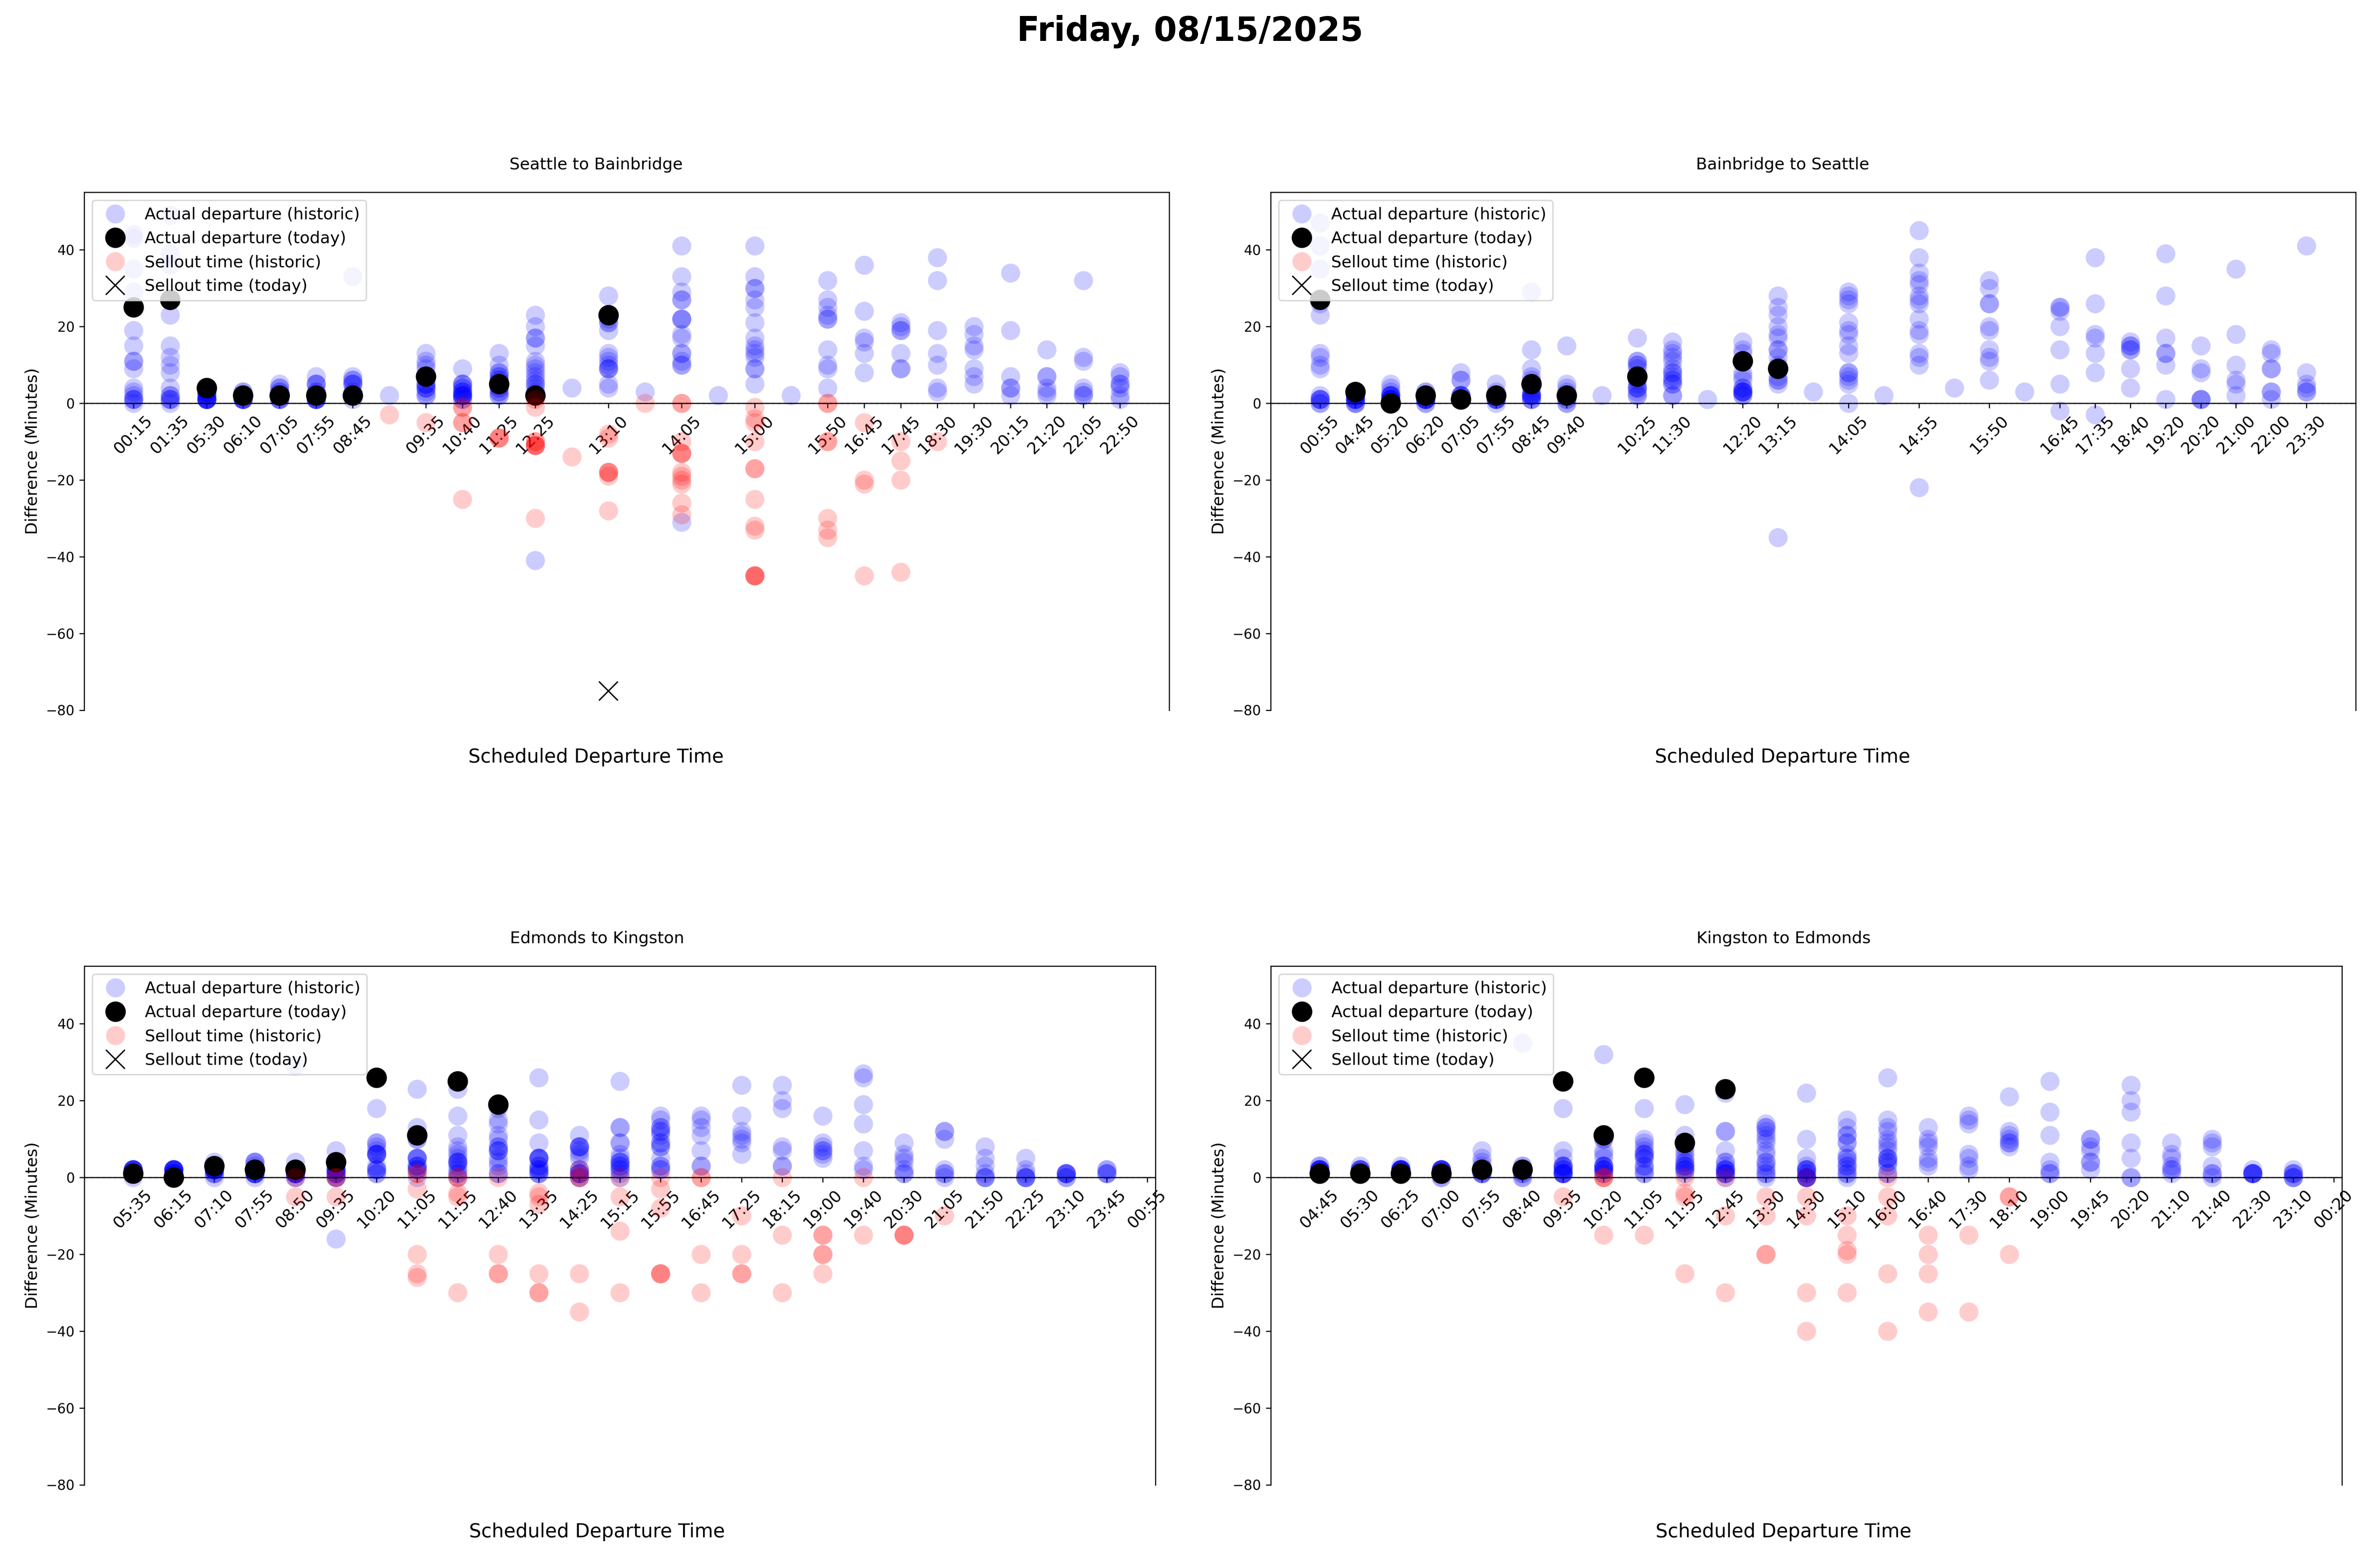 Friday, 08/15/2025
Seattle to Bainbridge
Actual departure (historic)
Actual departure (today)
Sellout time (historic)
Sellout time (today)
40
20
0
−20
−40
−60
−80
Difference (Minutes)
00:15 01:35 05:30 06:10 07:05 07:55 08:45 09:35 10:40 11:25 12:25 13:10 14:05 15:00 15:50 16:45 17:45 18:30 19:30 20:15 21:20 22:05 22:50
Scheduled Departure Time
Bainbridge to Seattle
Actual departure (historic)
Actual departure (today)
Sellout time (historic)
Sellout time (today)
40
20
0
−20
−40
−60
−80
Difference (Minutes)
00:55 04:45 05:20 06:20 07:05 07:55 08:45 09:40 10:25 11:30 12:20 13:15 14:05 14:55 15:50 16:45 17:35 18:40 19:20 20:20 21:00 22:00 23:30
Scheduled Departure Time
Edmonds to Kingston
Actual departure (historic)
Actual departure (today)
Sellout time (historic)
Sellout time (today)
40
20
0
−20
−40
−60
−80
Difference (Minutes)
05:35 06:15 07:10 07:55 08:50 09:35 10:20 11:05 11:55 12:40 13:35 14:25 15:15 15:55 16:45 17:25 18:15 19:00 19:40 20:30 21:05 21:50 22:25 23:10 23:45 00:55
Scheduled Departure Time
Kingston to Edmonds
Actual departure (historic)
Actual departure (today)
Sellout time (historic)
Sellout time (today)
40
20
0
−20
−40
−60
−80
Difference (Minutes)
04:45 05:30 06:25 07:00 07:55 08:40 09:35 10:20 11:05 11:55 12:45 13:30 14:30 15:10 16:00 16:40 17:30 18:10 19:00 19:45 20:20 21:10 21:40 22:30 23:10 00:20
Scheduled Departure Time